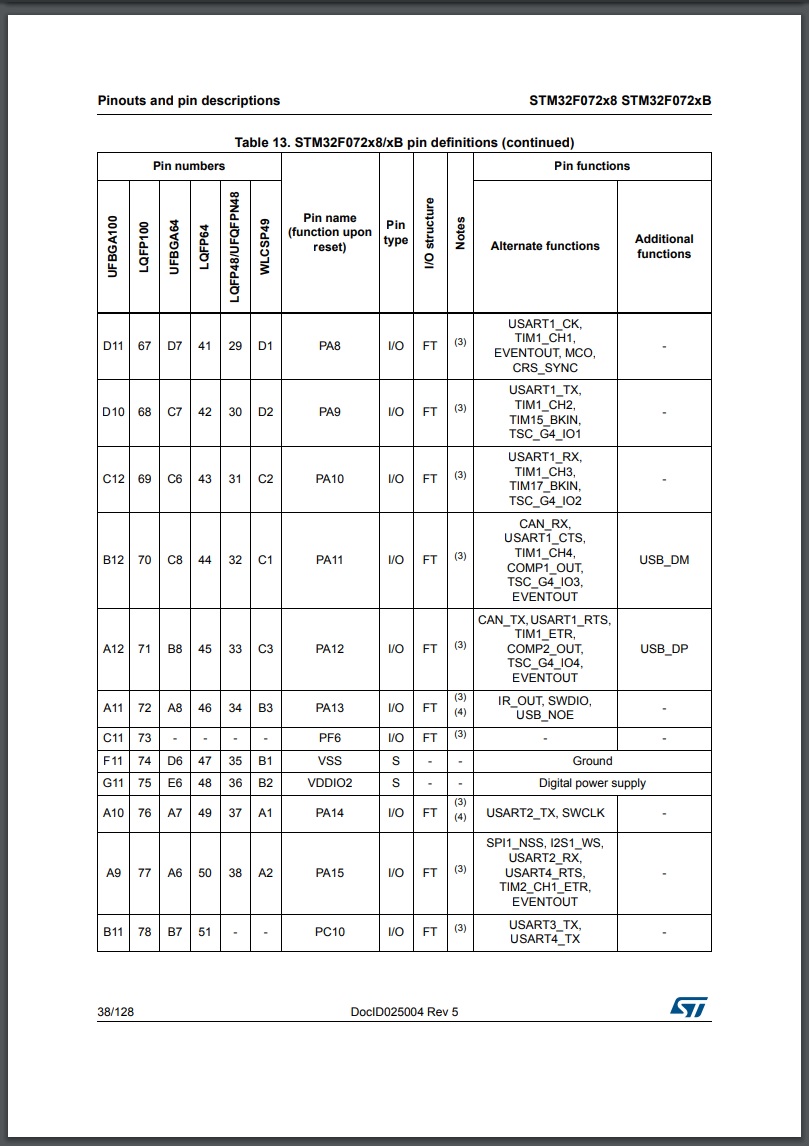 Pinouts and pin descriptions STM32F072x8 STM32F072xB
Table 13. STM32F072x8/xB pin definitions (continued)
Pin numbers
Pin name
(function upon
reset)
Pin
type
I/O structure
Notes
Pin functions
UFBGA100
LQFP100
UFBGA64
LQFP64
LQFP48/UFQFPN48
WLCSP49
Alternate functions
Additional
functions
D11 67 D7 41 29 D1 PA8 I/O FT (3)
USART1_CK,
TIM1_CH1,
EVENTOUT, MCO,
CRS_SYNC
-
D10 68 C7 42 30 D2 PA9 I/O FT (3)
USART1_TX,
TIM1_CH2,
TIM15_BKIN,
TSC_G4_IO1
-
C12 69 C6 43 31 C2 PA10 I/O FT (3)
USART1_RX,
TIM1_CH3,
TIM17_BKIN,
TSC_G4_IO2
-
B12 70 C8 44 32 C1 PA11 I/O FT (3)
CAN_RX,
USART1_CTS,
TIM1_CH4,
COMP1_OUT,
TSC_G4_IO3,
EVENTOUT
USB_DM
A12 71 B8 45 33 C3 PA12 I/O FT (3)
CAN_TX, USART1_RTS,
TIM1_ETR,
COMP2_OUT,
TSC_G4_IO4,
EVENTOUT
USB_DP
A11 72 A8 46 34 B3 PA13 I/O FT
(3)
(4)
IR_OUT, SWDIO,
USB_NOE
-
C11 73 - - - - PF6 I/O FT (3) - -
F11 74 D6 47 35 B1 VSS S - - Ground
G11 75 E6 48 36 B2 VDDIO2 S - - Digital power supply
A10 76 A7 49 37 A1 PA14 I/O FT
(3)
(4)
USART2_TX, SWCLK
-
A9 77 A6 50 38 A2 PA15 I/O FT (3)
SPI1_NSS, I2S1_WS,
USART2_RX,
USART4_RTS,
TIM2_CH1_ETR,
EVENTOUT
-
B11 78 B7 51 - - PC10 I/O FT (3)
USART3_TX,
USART4_TX
-
38/128 DocID025004 Rev 5
ST